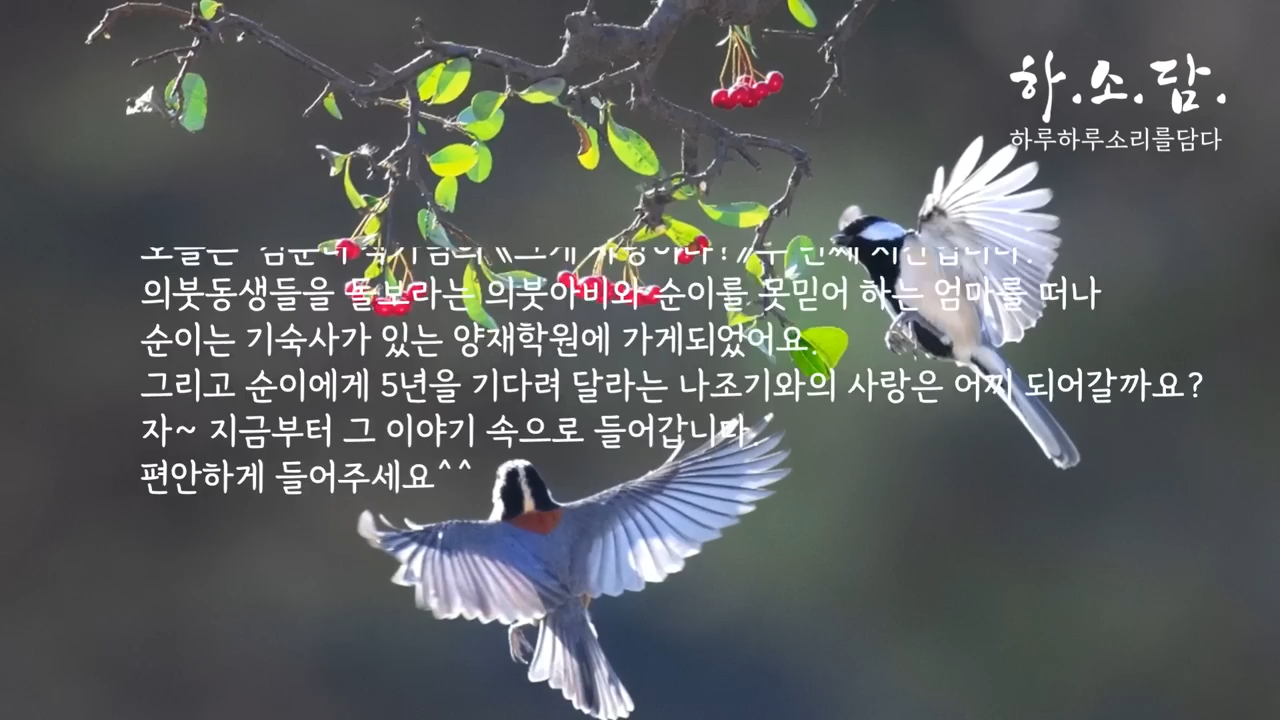 하.소.담.
하루하루소리를담다
의붓동생들을 돌보라는 의붓아비와 순이를 못믿어 하는 엄마를 떠나
순이는 기숙사가 있는 양재학원에 가게되었어요.
그리고 순이에게 5년을 기다려 달라는 나조기와의 사랑은 어찌 되어갈까요?
자~ 지금부터 그 이야기 속으로 들어갑니다.
편안하게 들어주세요^^